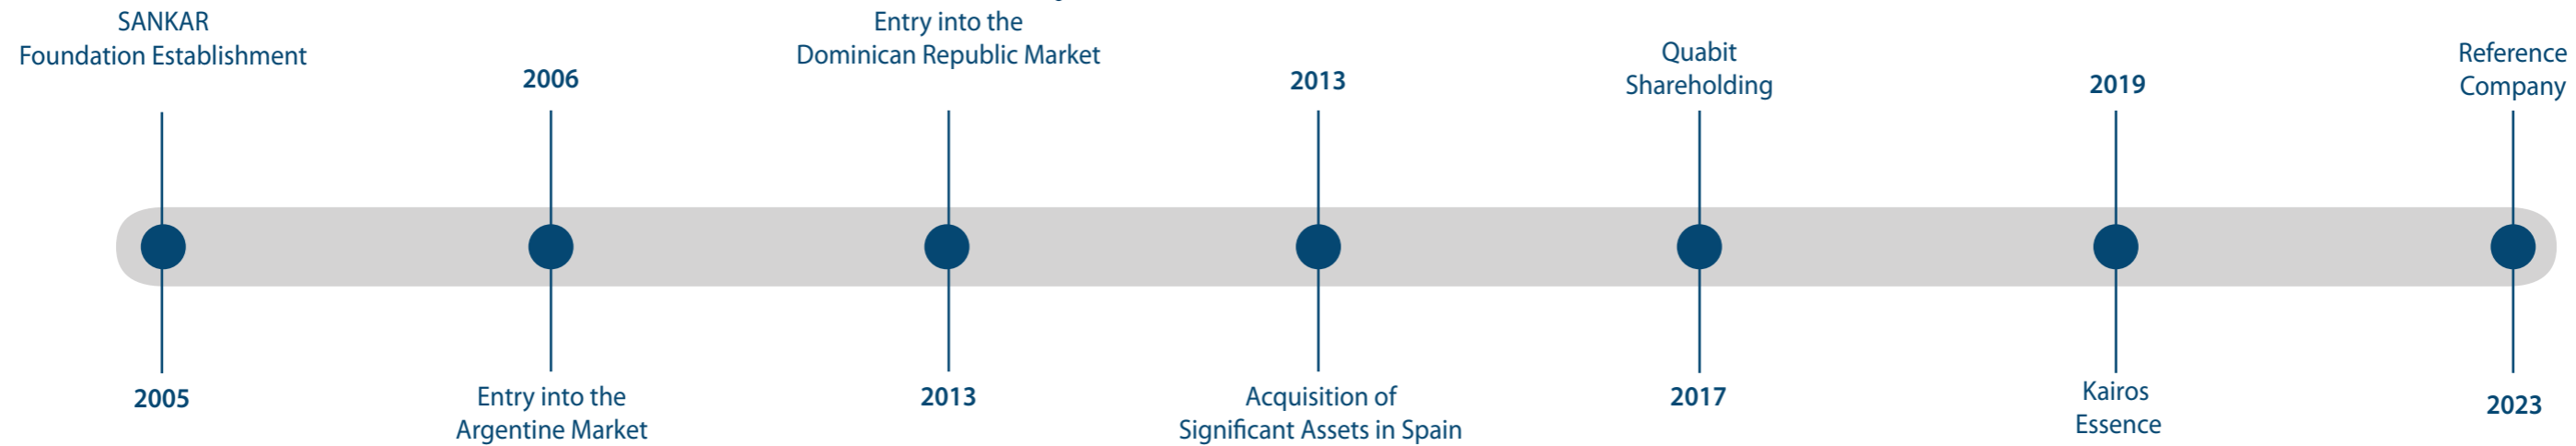 SANKAR
Foundation Establishment
2005
2006
Entry into the
Argentine Market
Entry into the
Dominican Republic Market
2013
2013
Acquisition of
Significant Assets in Spain
Quabit
Shareholding
2017
2019
Kairos
Essence
Reference
Company
2023